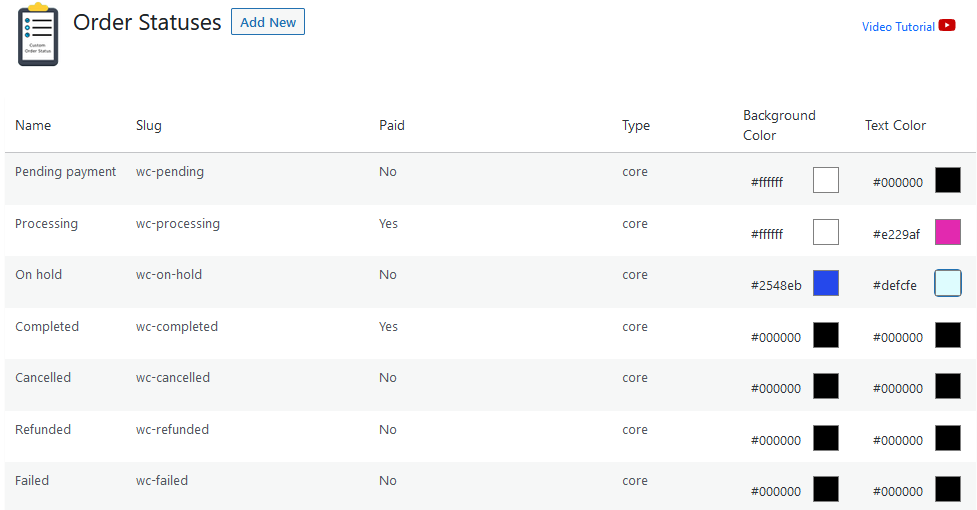 Custom
Order Status
Order Statuses
Add New
Video Tutorial
Name Slug Paid Type Background Color Text Color
Pending payment wc-pending No core #ffffff #000000
Processing wc-processing Yes core #ffffff #e229af
On hold wc-on-hold No core #2548eb #defcfe
Completed wc-completed Yes core #000000 #000000
Cancelled wc-cancelled No core #000000 #000000
Refunded wc-refunded No core #000000 #000000
Failed wc-failed No core #000000 #000000